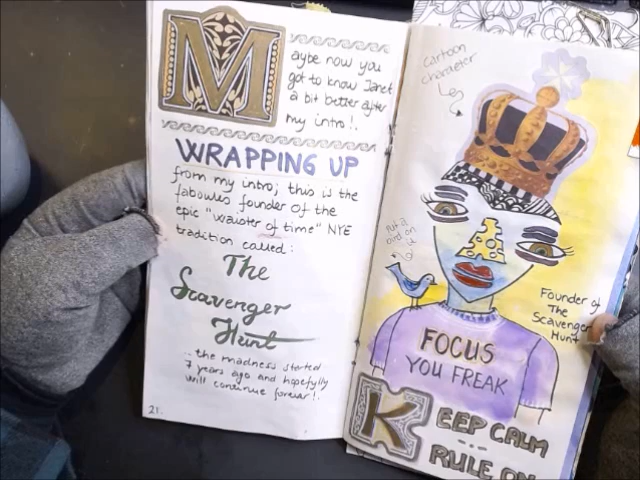 M
aybe now you
got to know Janet
a bit better after
my intro!.
WRAPPING UP
from my intro; this is the
fabouls founder of the
epic "waister of time" NYE
tradition called:
The
Scavenger
Hunt
... the madness started
7 years ago and hopefully
will continue forever!.
21.
cartoon
character
Put a
bird on
it
Founder of
The
Scavenger
Hunt
FOCUS
YOU FREAK
K
EEP CALM
RULE ON